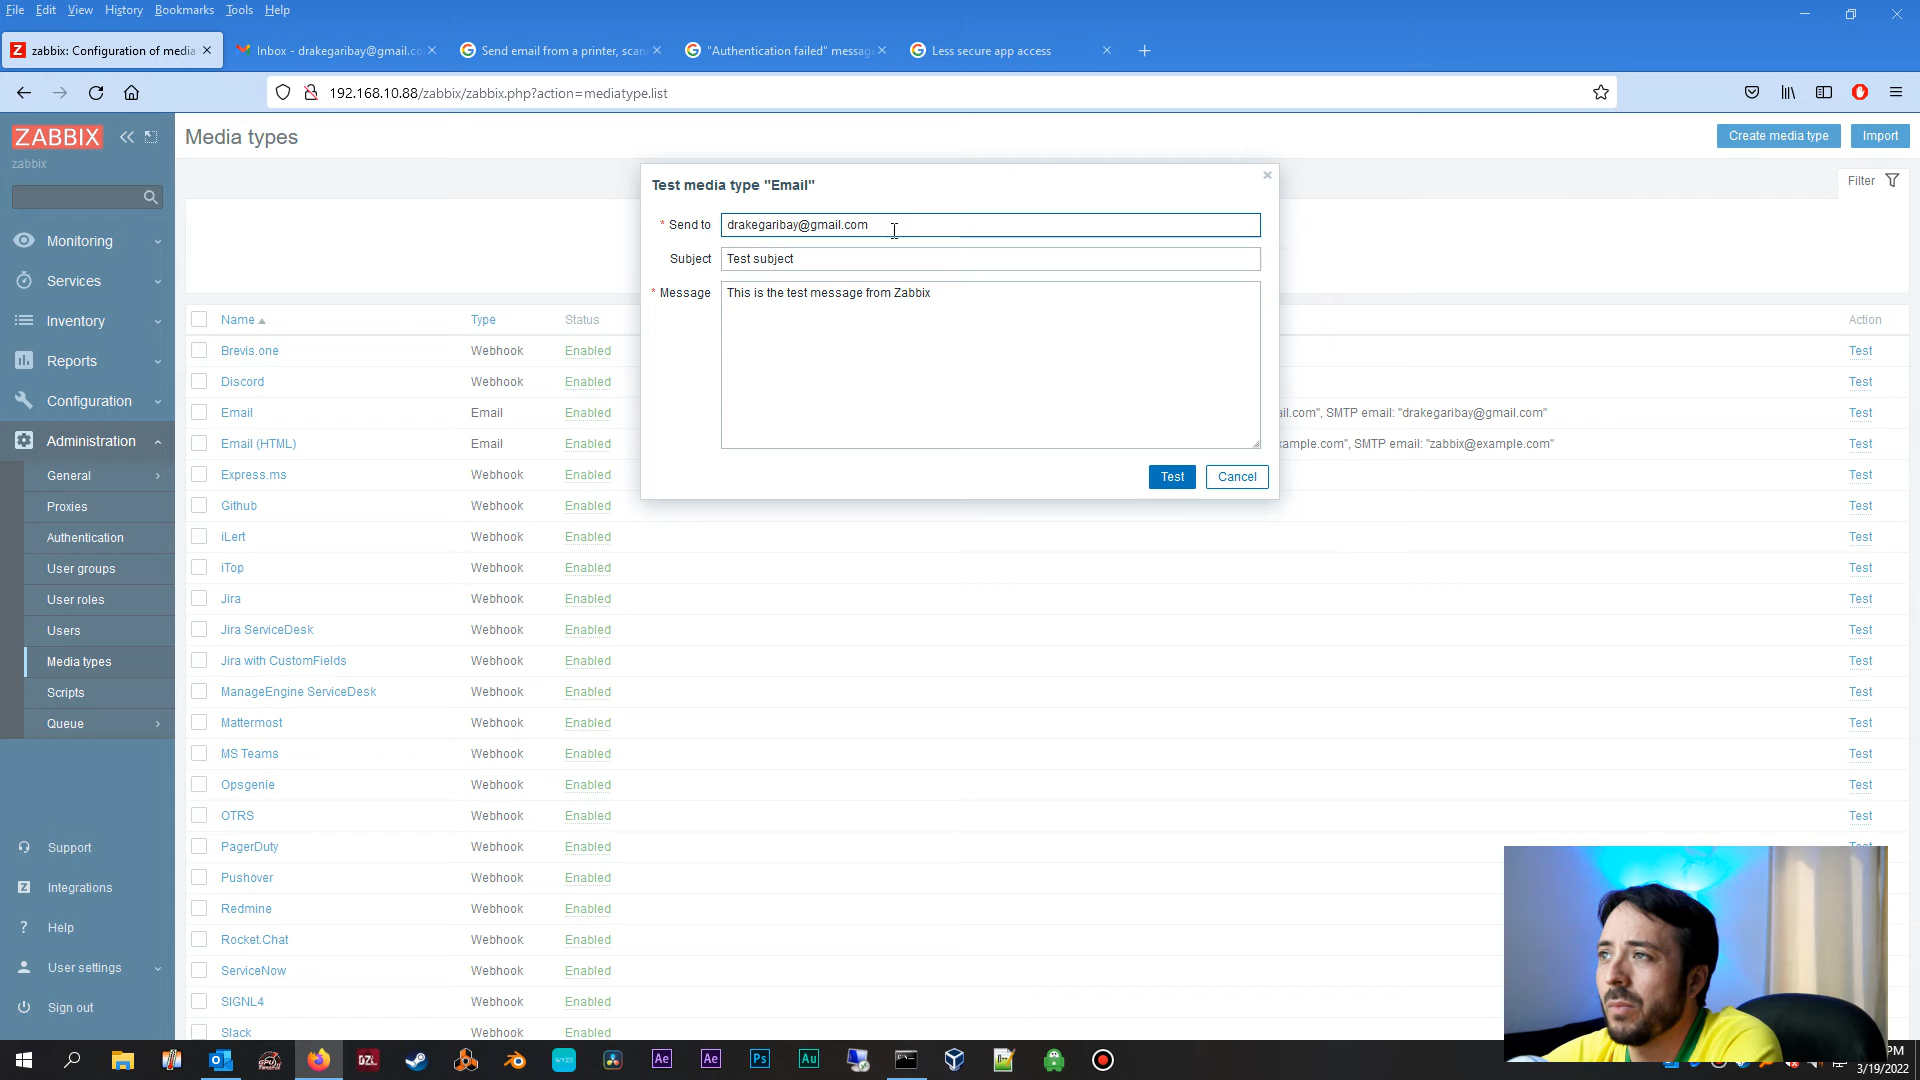 File Edit View History Bookmarks Tools Help
zabbix: Configuration of media
Inbox - drakegaribay@gmail.co
Send email from a printer, scan
"Authentication failed" messag
Less secure app access
192.168.10.88/zabbix/zabbix.php?action=mediatype.list
ZABBIX
zabbix
Monitoring
Services
Inventory
Reports
Configuration
Administration
General
Proxies
Authentication
User groups
User roles
Users
Media types
Scripts
Queue
Support
Integrations
Help
User settings
Sign out
Media types
Create media type
Import
Filter
Test media type "Email"
* Send to drakegaribay@gmail.com
Subject Test subject
* Message This is the test message from Zabbix
Test Cancel
Name Type Status Action
Brevis.one Webhook Enabled Test
Discord Webhook Enabled Test
Email Email Enabled ail.com", SMTP email: "drakegaribay@gmail.com" Test
Email (HTML) Email Enabled xample.com", SMTP email: "zabbix@example.com" Test
Express.ms Webhook Enabled Test
Github Webhook Enabled Test
iLert Webhook Enabled Test
iTop Webhook Enabled Test
Jira Webhook Enabled Test
Jira ServiceDesk Webhook Enabled Test
Jira with CustomFields Webhook Enabled Test
ManageEngine ServiceDesk Webhook Enabled Test
Mattermost Webhook Enabled Test
MS Teams Webhook Enabled Test
Opsgenie Webhook Enabled Test
OTRS Webhook Enabled Test
PagerDuty Webhook Enabled Test
Pushover Webhook Enabled
Redmine Webhook Enabled
Rocket.Chat Webhook Enabled
ServiceNow Webhook Enabled
SIGNL4 Webhook Enabled
Slack Webhook Enabled
DZL
WYZE
Ae
Ae
Ps
Au
PM
3/19/2022